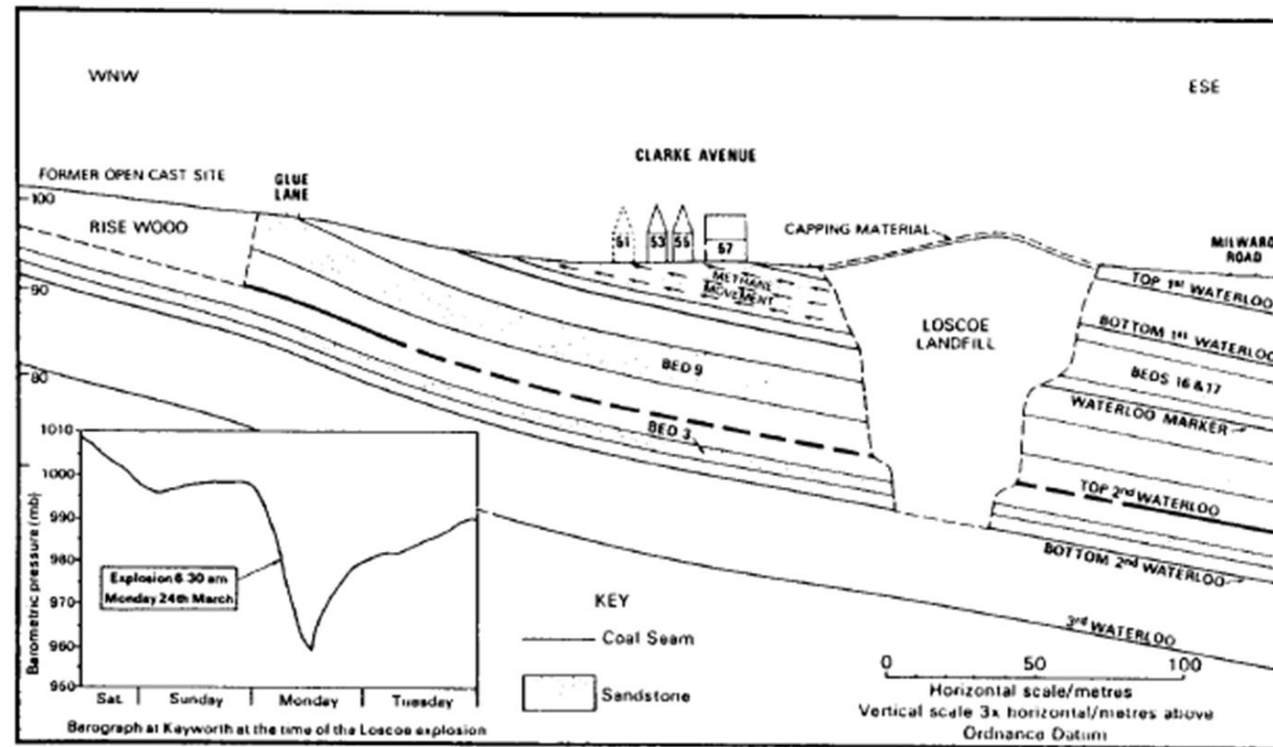 WNW
ESE
CLARKE AVENUE
FORMER OPEN CAST SITE
GLUE
LANE
100
RISE WOOD
51
53
55
57
CAPPING MATERIAL
MILWARD
ROAD
METHANE
MOVEMENT
TOP 1st WATERLOO
90
LOSCOE
LANDFILL
BOTTOM 1st WATERLOO
BED 9
BEDS 16 & 17
80
WATERLOO MARKER
BED 3
TOP 2nd WATERLOO
BOTTOM 2nd WATERLOO
3rd WATERLOO
1010
1000
990
980
970
960
950
Barometric pressure (mb)
Explosion 6.30 am
Monday 24th March
Sat.
Sunday
Monday
Tuesday
Barograph at Keyworth at the time of the Loscoe explosion
KEY
Coal Seam
Sandstone
0
50
100
Horizontal scale/metres
Vertical scale 3x horizontal/metres above
Ordnance Datum